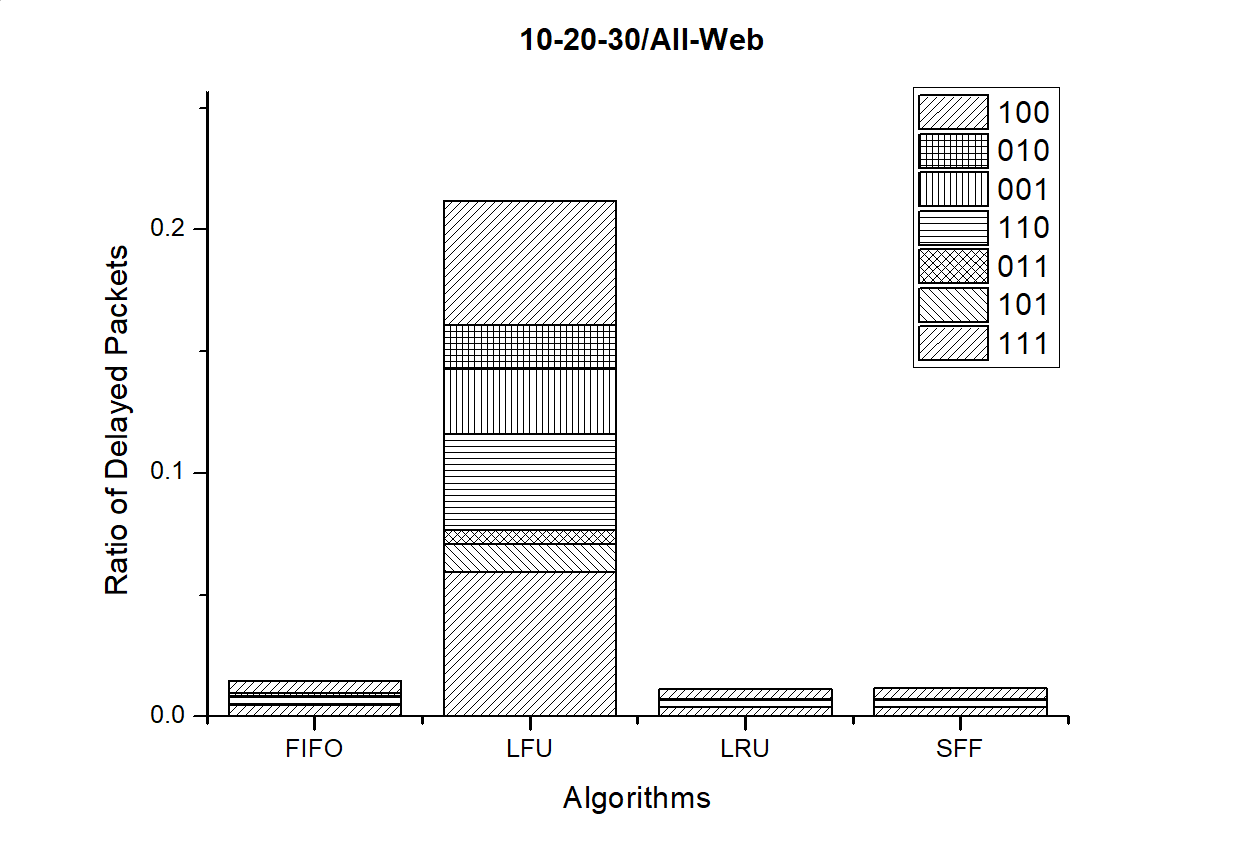 10-20-30/All-Web
100
010
001
110
011
101
111
Ratio of Delayed Packets
0.2
0.1
0.0
FIFO LFU LRU SFF
Algorithms